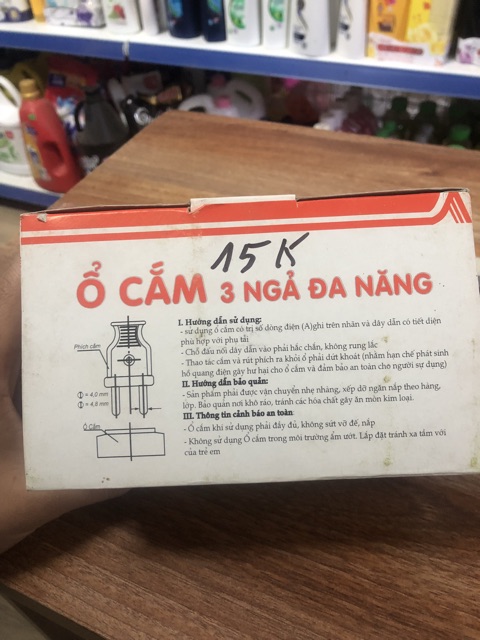 15K
Ổ CẮM 3 NGẢ ĐA NĂNG
Phích cắm
= 4,0 mm
= 4,8 mm
Ổ Cắm
I. Hướng dẫn sử dụng:
- sử dụng ổ cắm có trị số dòng điện (A)ghi trên nhãn và dây dẫn có tiết diện
phù hợp với phụ tải
- Chỗ đấu nối dây dẫn vào phải chắc chắn, không rung lắc
- Thao tác cắm và rút phích ra khỏi ổ phải dứt khoát (nhằm hạn chế phát sinh
hồ quang điện gây hư hại cho ổ cắm và đảm bảo an toàn cho người sự dụng)
II. Hướng dẫn bảo quản:
- Sản phẩm phải được vận chuyển nhẹ nhàng, xếp dỡ ngăn nắp theo hàng,
lớp. Bảo quản nơi khô ráo, tránh các hóa chất gây ăn mòn kim loại.
III. Thông tin cảnh báo an toàn
- Ổ cắm khi sử dụng phải đầy đủ, không sứt vỡ đế, nắp
- Không sử dụng Ổ cắm trong môi trường ẩm ướt. Lắp đặt tránh xa tầm với
của trẻ em